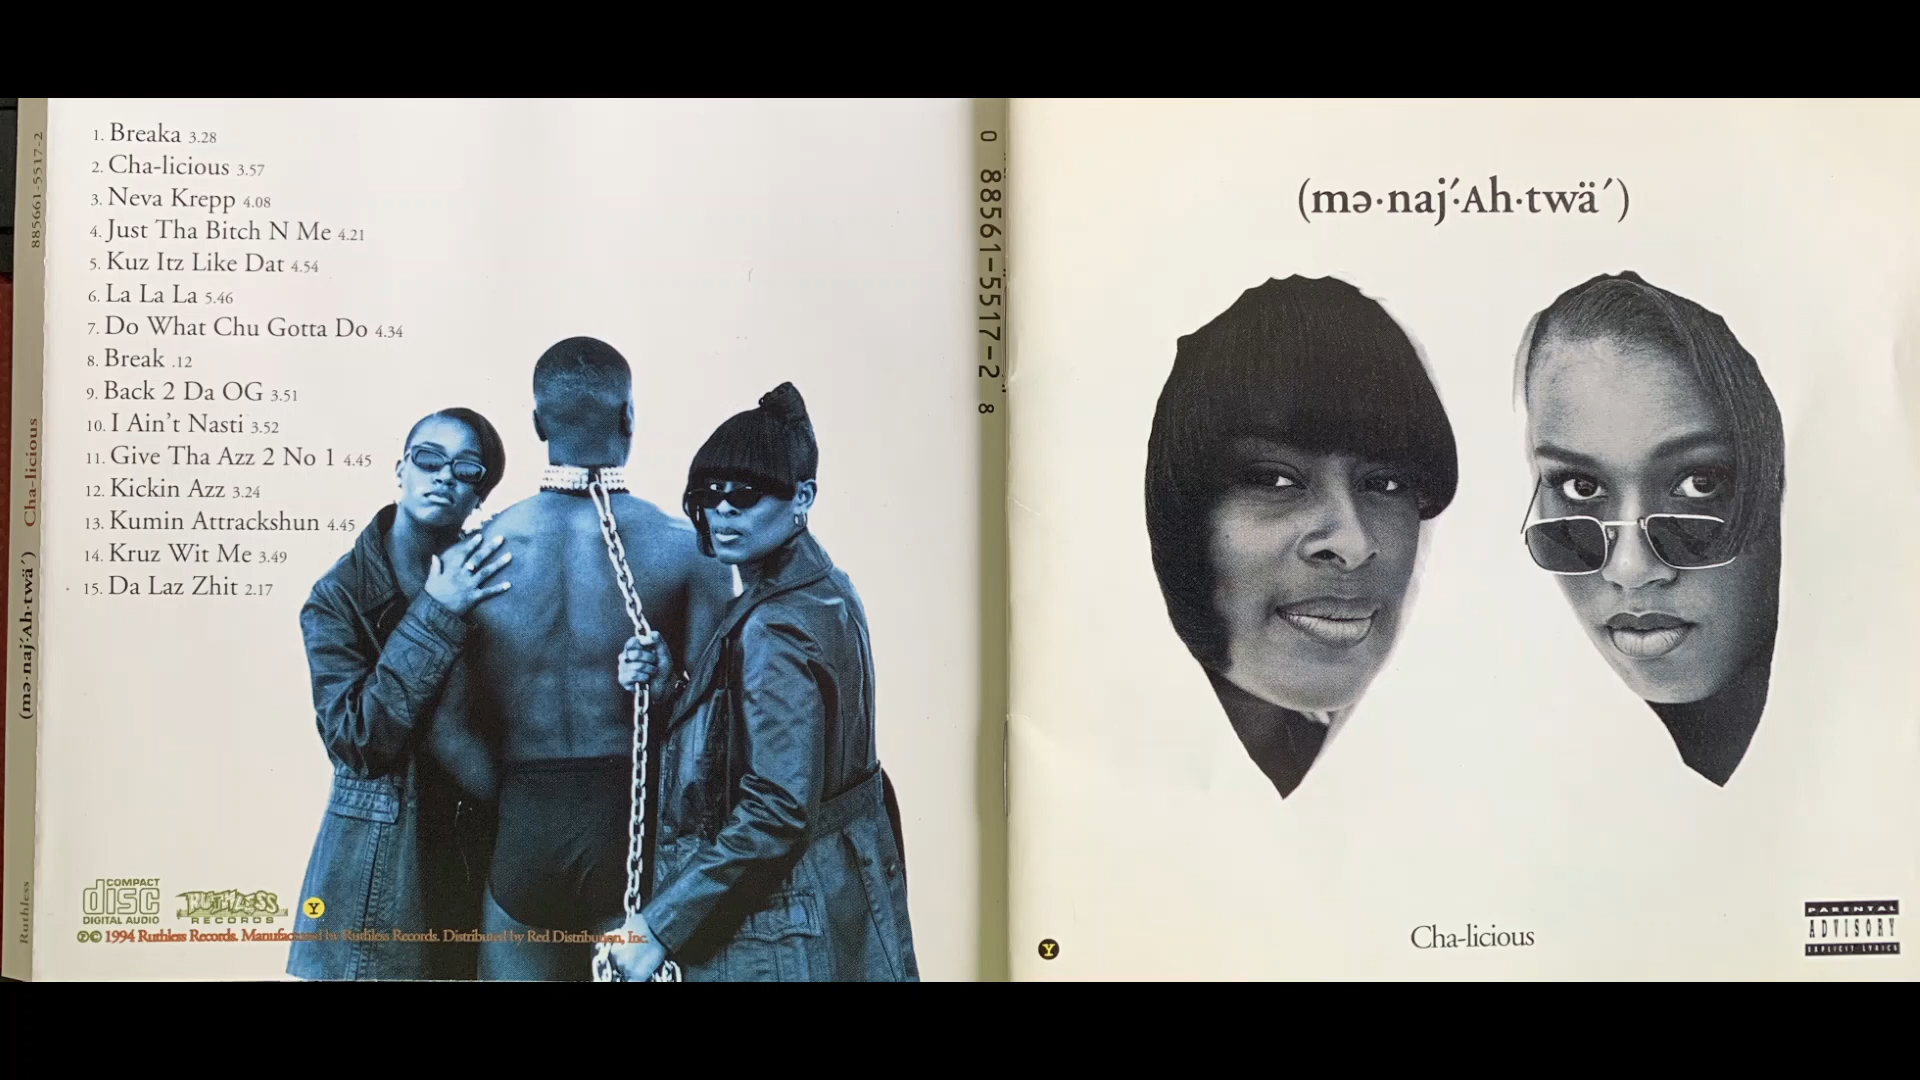 885661-5517-2
Cha-licious
(mə·naj´·Ah·twä´)
Ruthless
1. Breaka 3.28
2. Cha-licious 3.57
3. Neva Krepp 4.08
4. Just Tha Bitch N Me 4.21
5. Kuz Itz Like Dat 4.54
6. La La La 5.46
7. Do What Chu Gotta Do 4.34
8. Break .12
9. Back 2 Da OG 3.51
10. I Ain't Nasti 3.52
11. Give Tha Azz 2 No 1 4.45
12. Kickin Azz 3.24
13. Kumin Attrackshun 4.45
14. Kruz Wit Me 3.49
15. Da Laz Zhit 2.17
COMPACT
disc
DIGITAL AUDIO
RUTHLESS
RECORDS
Y
℗© 1994 Ruthless Records. Manufactured by Ruthless Records. Distributed by Red Distribution, Inc.
0 88561-5517-2 8
(mə·naj´·Ah·twä´)
Cha-licious
Y
PARENTAL
ADVISORY
EXPLICIT LYRICS